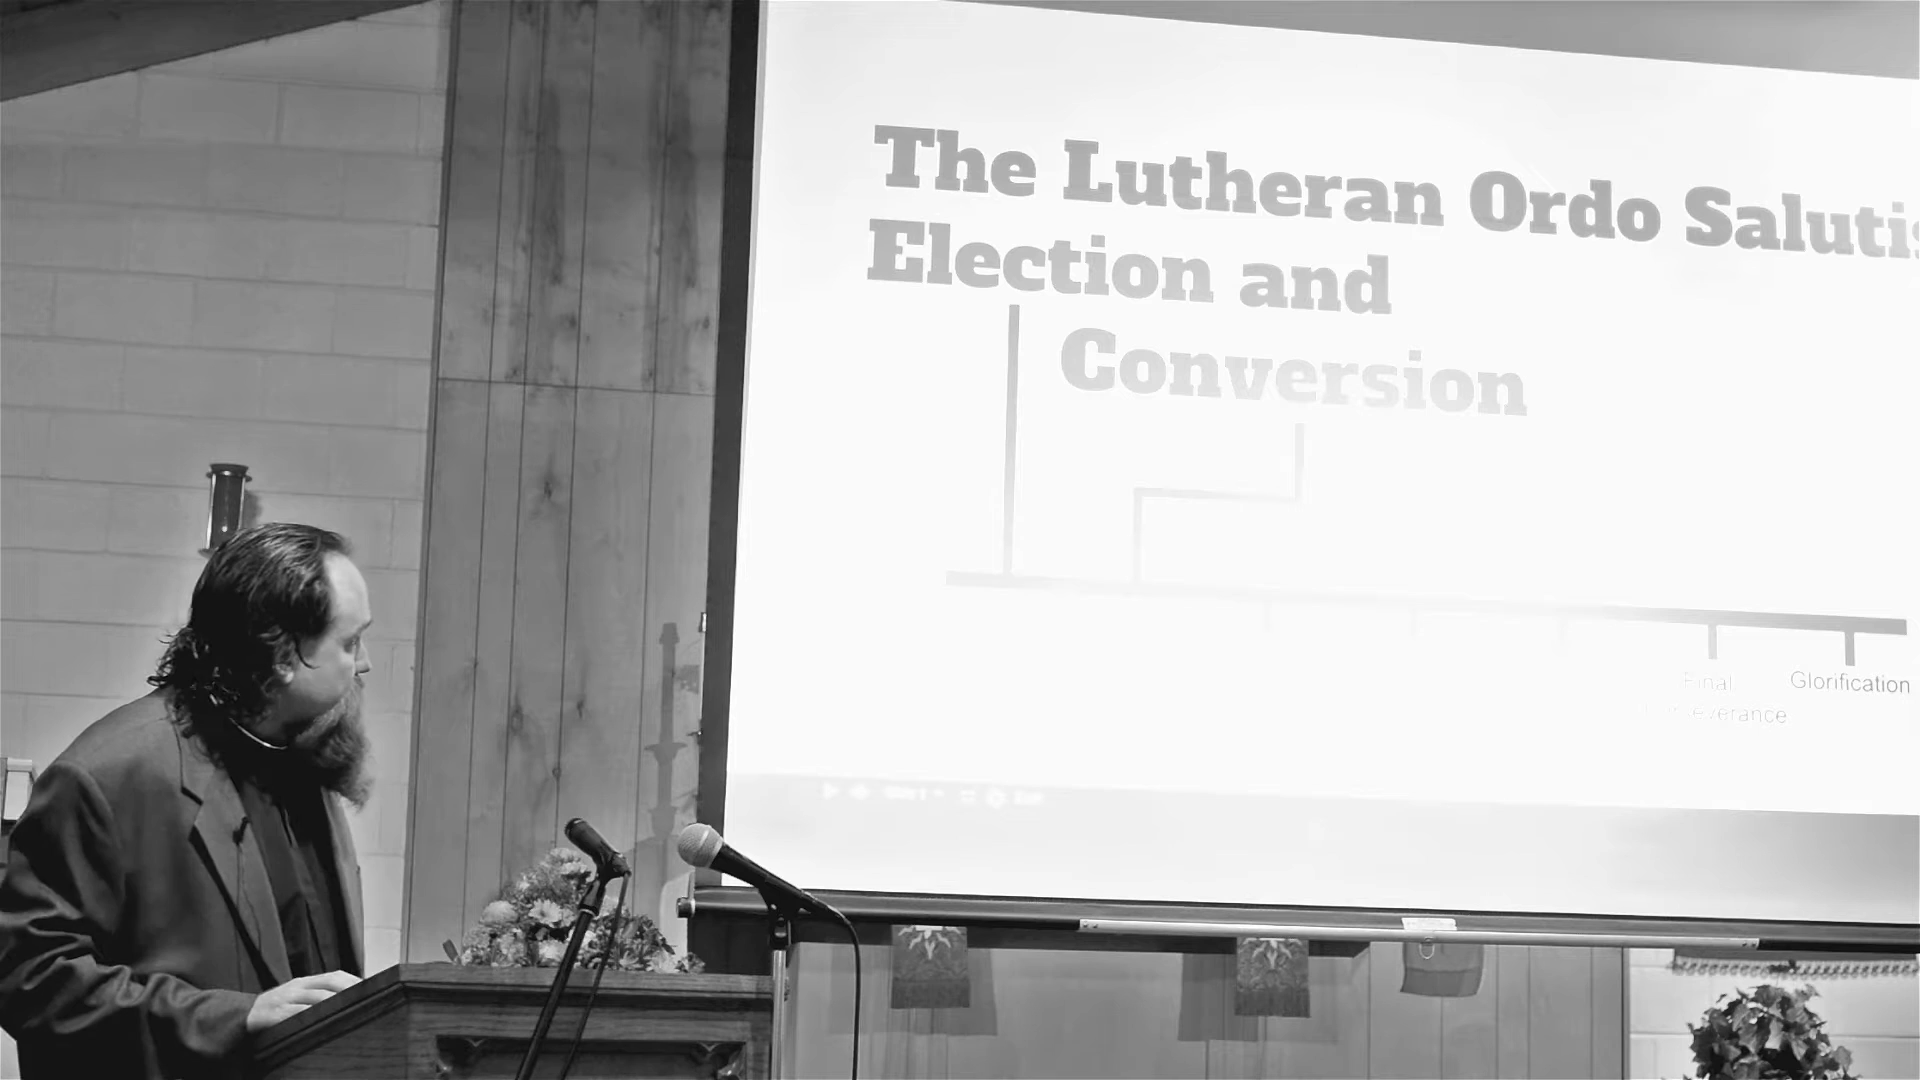 The Lutheran Ordo Salutis
Election and
Conversion
Final
Glorification